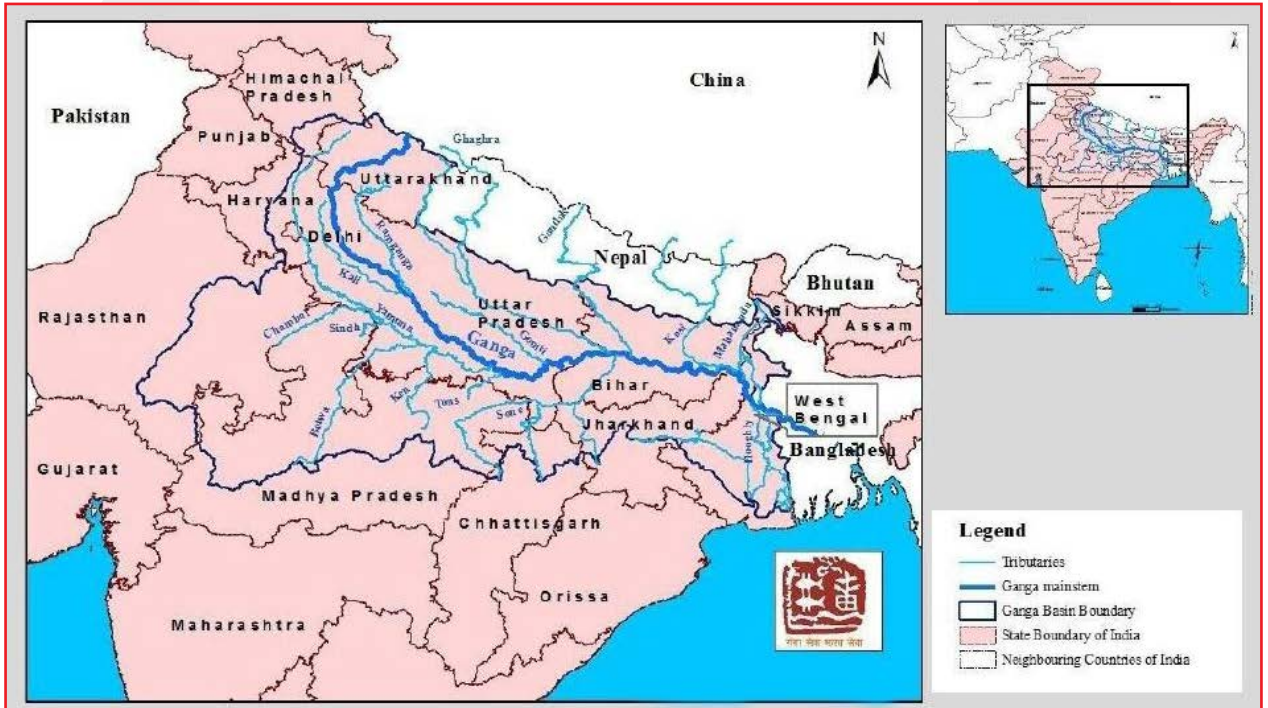 N
China
Pakistan
Himachal
Pradesh
Punjab
Ghaghra
Uttarakhand
Haryana
Delhi
Ramganga
Gandak
Nepal
Bhutan
Kali
Uttar
Pradesh
Sikkim
Assam
Rajasthan
Chambal
Sindh
Yamuna
Ganga
Gomti
Kosi
Mahananda
Bihar
Betwa
Ken
Tons
Sone
West
Bengal
Jharkhand
Hooghly
Bangladesh
Gujarat
Madhya Pradesh
Chhattisgarh
Orissa
Maharashtra
Legend
Tributaries
Ganga mainstem
Ganga Basin Boundary
State Boundary of India
Neighbouring Countries of India